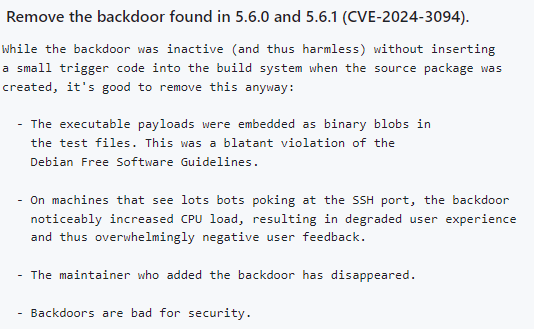 Remove the backdoor found in 5.6.0 and 5.6.1 (CVE-2024-3094).
While the backdoor was inactive (and thus harmless) without inserting
a small trigger code into the build system when the source package was
created, it's good to remove this anyway:
- The executable payloads were embedded as binary blobs in
the test files. This was a blatant violation of the
Debian Free Software Guidelines.
- On machines that see lots bots poking at the SSH port, the backdoor
noticeably increased CPU load, resulting in degraded user experience
and thus overwhelmingly negative user feedback.
- The maintainer who added the backdoor has disappeared.
- Backdoors are bad for security.